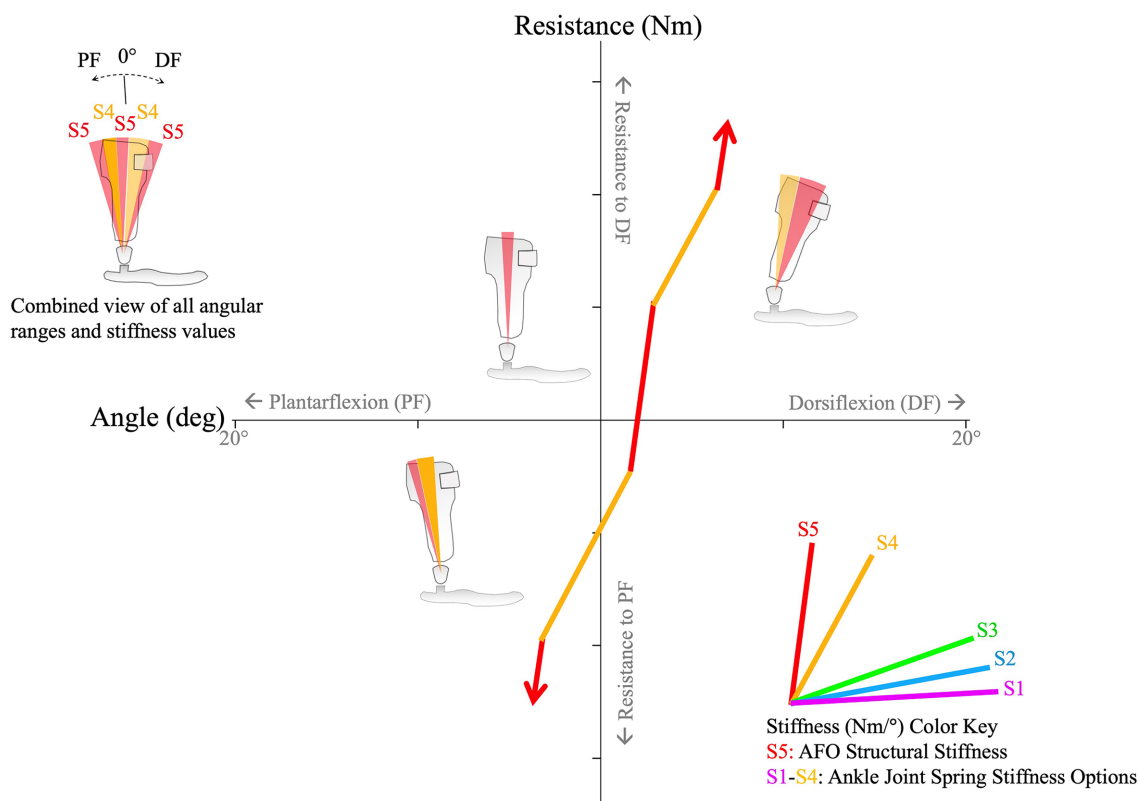 Resistance (Nm)
PF 0° DF
S4 S4
S5 S5 S5
← Resistance to DF
Combined view of all angular
ranges and stiffness values
← Plantarflexion (PF)
Dorsiflexion (DF) →
Angle (deg)
20°
20°
← Resistance to PF
S5
S4
S3
S2
S1
Stiffness (Nm/°) Color Key
S5: AFO Structural Stiffness
S1-S4: Ankle Joint Spring Stiffness Options